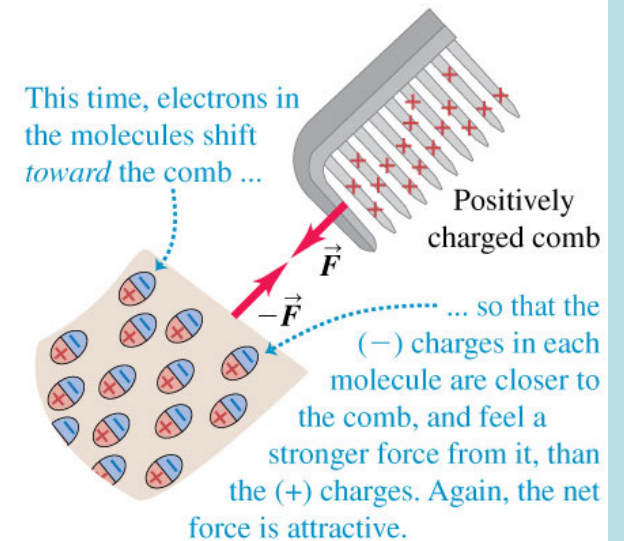 This time, electrons in
the molecules shift
toward the comb ...
Positively
charged comb
F⃗
−F⃗
... so that the
(−) charges in each
molecule are closer to
the comb, and feel a
stronger force from it, than
the (+) charges. Again, the net
force is attractive.